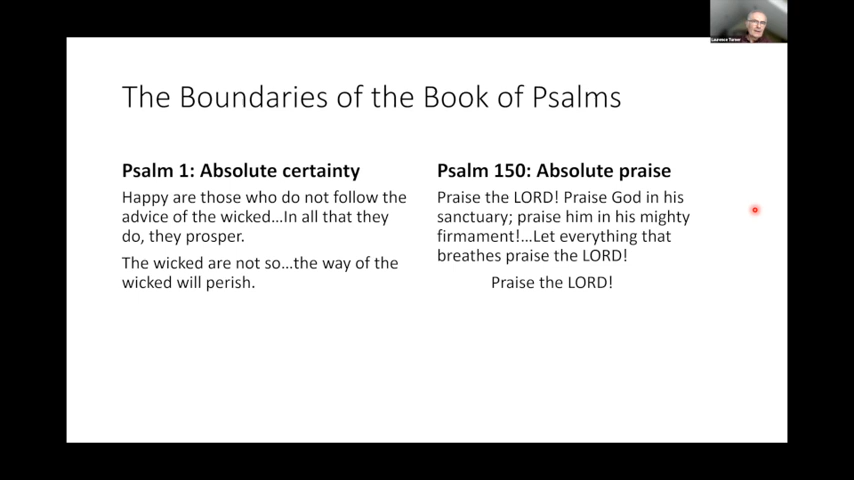 Laurence Turner
The Boundaries of the Book of Psalms
Psalm 1: Absolute certainty
Happy are those who do not follow the
advice of the wicked...In all that they
do, they prosper.
The wicked are not so...the way of the
wicked will perish.
Psalm 150: Absolute praise
Praise the LORD! Praise God in his
sanctuary; praise him in his mighty
firmament!...Let everything that
breathes praise the LORD!
Praise the LORD!